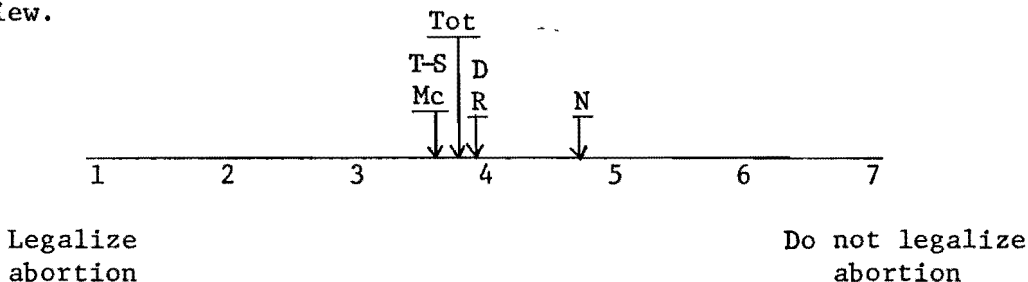 iew.
Tot
T-S D
Mc R N
1 2 3 4 5 6 7
Legalize Do not legalize
abortion abortion